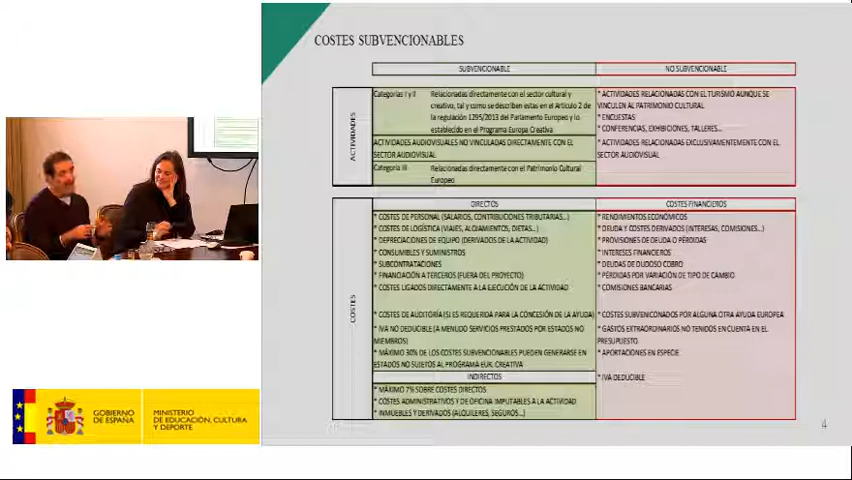 COSTES SUBVENCIONABLES
SUBVENCIONABLE
NO SUBVENCIONABLE
ACTIVIDADES
Categorías I y II
Relacionadas directamente con el sector cultural y
creativo, tal y como se describen estas en el Artículo 2 de
la regulación 1295/2013 del Parlamento Europeo y lo
establecido en el Programa Europa Creativa
ACTIVIDADES AUDIOVISUALES NO VINCULADAS DIRECTAMENTE CON EL
SECTOR AUDIOVISUAL
Categoría III
Relacionadas directamente con el Patrimonio Cultural
Europeo
* ACTIVIDADES RELACIONADAS CON EL TURISMO AUNQUE SE
VINCULEN AL PATRIMONIO CULTURAL
* ENCUESTAS
* CONFERENCIAS, EXHIBICIONES, TALLERES...
* ACTIVIDADES RELACIONADAS EXCLUSIVAMENTE CON EL
SECTOR AUDIOVISUAL
COSTES
DIRECTOS
* COSTES DE PERSONAL (SALARIOS, CONTRIBUCIONES TRIBUTARIAS...)
* COSTES DE LOGÍSTICA (VIAJES, ALOJAMIENTOS, DIETAS...)
* DEPRECIACIONES DE EQUIPO (DERIVADOS DE LA ACTIVIDAD)
* CONSUMIBLES Y SUMINISTROS
* SUBCONTRATACIONES
* FINANCIACIÓN A TERCEROS (FUERA DEL PROYECTO)
* COSTES LIGADOS DIRECTAMENTE A LA EJECUCIÓN DE LA ACTIVIDAD
* COSTES DE AUDITORÍA (SI ES REQUERIDA PARA LA CONCESIÓN DE LA AYUDA)
* IVA NO DEDUCIBLE (A MENUDO SERVICIOS PRESTADOS POR ESTADOS NO
MIEMBROS)
* MÁXIMO 30% DE LOS COSTES SUBVENCIONABLES PUEDEN GENERARSE EN
ESTADOS NO SUJETOS AL PROGRAMA EUR. CREATIVA
INDIRECTOS
* MÁXIMO 7% SOBRE COSTES DIRECTOS
* COSTES ADMINISTRATIVOS Y DE OFICINA IMPUTABLES A LA ACTIVIDAD
* INMUEBLES Y DERIVADOS (ALQUILERES, SEGUROS...)
COSTES FINANCIEROS
* RENDIMIENTOS ECONÓMICOS
* DEUDA Y COSTES DERIVADOS (INTERESAS, COMISIONES...)
* PROVISIONES DE DEUDA O PÉRDIDAS
* INTERESES FINANCIEROS
* DEUDAS DE DUDOSO COBRO
* PÉRDIDAS POR VARIACIÓN DE TIPO DE CAMBIO
* COMISIONES BANCARIAS
* COSTES SUBVENCIONADOS POR ALGUNA OTRA AYUDA EUROPEA
* GASTOS EXTRAORDINARIOS NO TENIDOS EN CUENTA EN EL
PRESUPUESTO
* APORTACIONES EN ESPECIE
* IVA DEDUCIBLE
4
GOBIERNO
DE ESPAÑA
MINISTERIO
DE EDUCACIÓN, CULTURA
Y DEPORTE